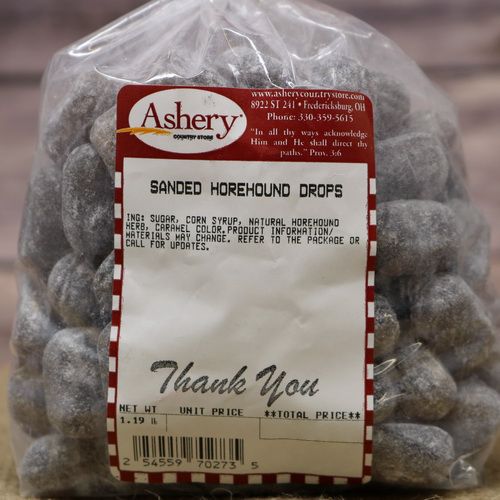 www.asherycountrystore.com
8922 ST 241 • Fredericksburg, OH
Phone: 330-359-5615
"In all thy ways acknowledge
Him and He shall direct thy
paths." Prov. 3:6
Ashery
COUNTRY STORE
SANDED HOREHOUND DROPS
ING: SUGAR, CORN SYRUP, NATURAL HOREHOUND
HERB, CARAMEL COLOR.PRODUCT INFORMATION/
MATERIALS MAY CHANGE. REFER TO THE PACKAGE OR
CALL FOR UPDATES.
Thank You
NET WT UNIT PRICE **TOTAL PRICE**
1.19 lb
2 54559 70273 5